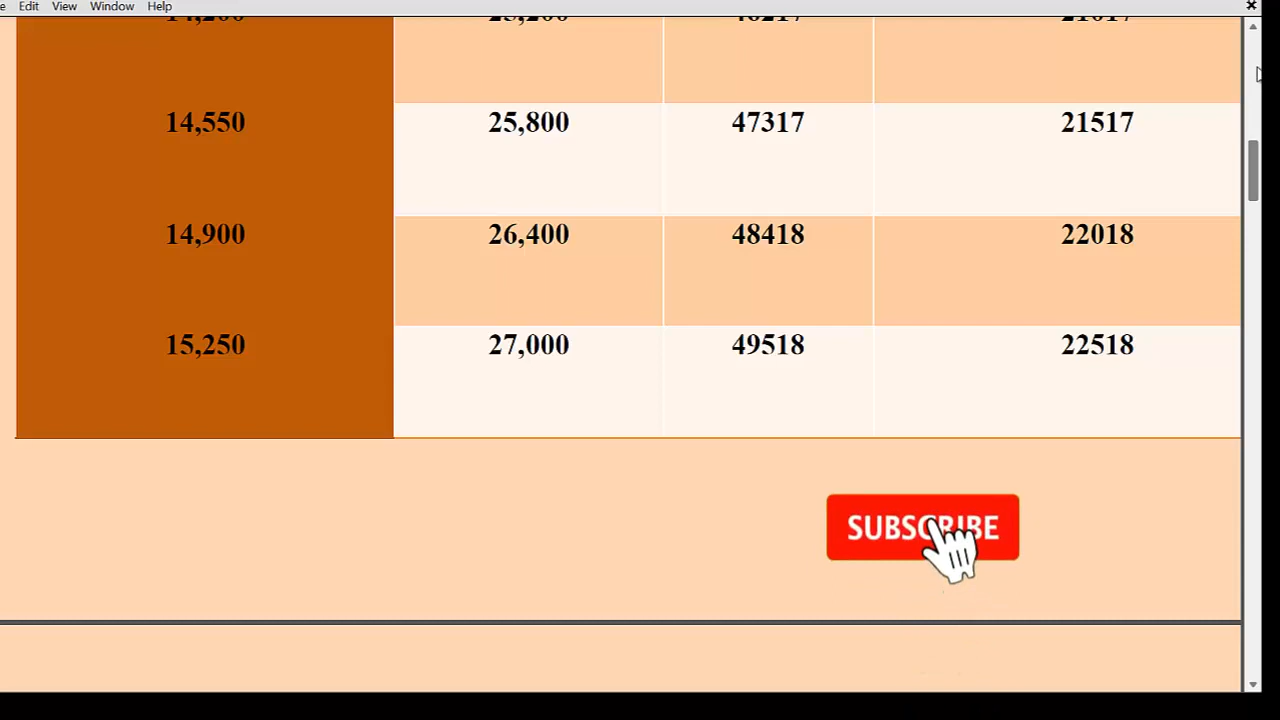 e Edit View Window Help
14,550 25,800 47317 21517
14,900 26,400 48418 22018
15,250 27,000 49518 22518
SUBSCRIBE